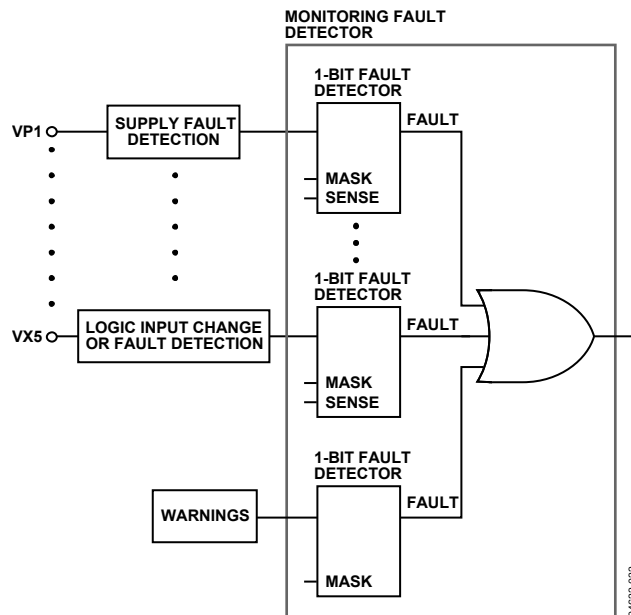 MONITORING FAULT
DETECTOR
1-BIT FAULT
DETECTOR
FAULT
VP1
SUPPLY FAULT
DETECTION
MASK
SENSE
1-BIT FAULT
DETECTOR
FAULT
VX5
LOGIC INPUT CHANGE
OR FAULT DETECTION
MASK
SENSE
1-BIT FAULT
DETECTOR
FAULT
WARNINGS
MASK